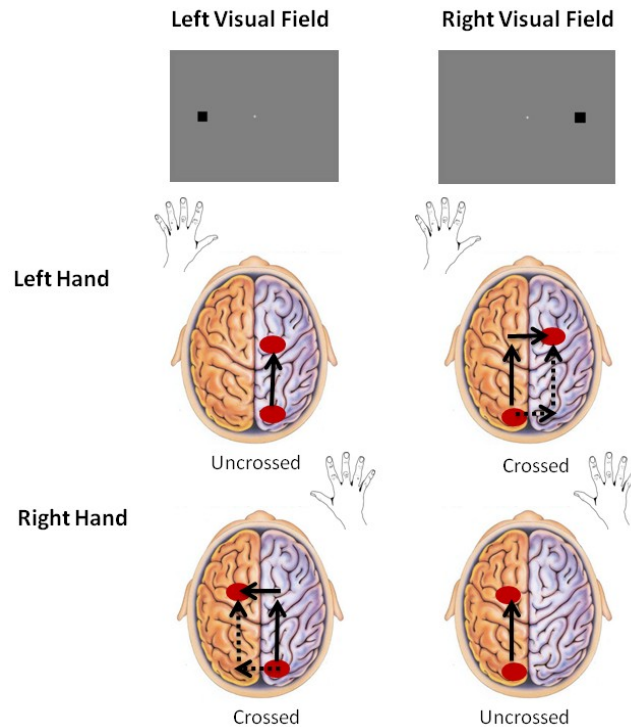 Left Visual Field
Right Visual Field
Left Hand
Uncrossed
Crossed
Right Hand
Crossed
Uncrossed